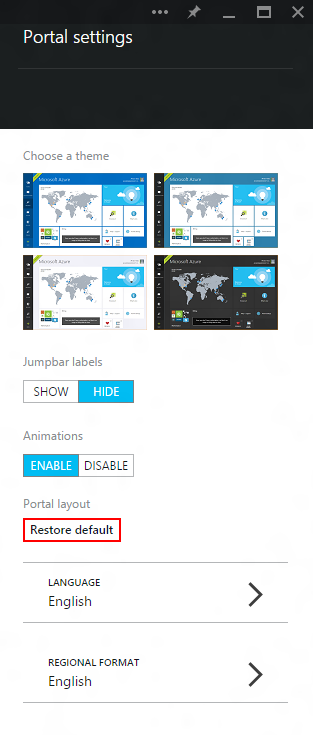 Portal settings
Choose a theme
Microsoft Azure
Microsoft Azure
Microsoft Azure
Microsoft Azure
Jumpbar labels
SHOW HIDE
Animations
ENABLE DISABLE
Portal layout
Restore default
LANGUAGE
English
REGIONAL FORMAT
English